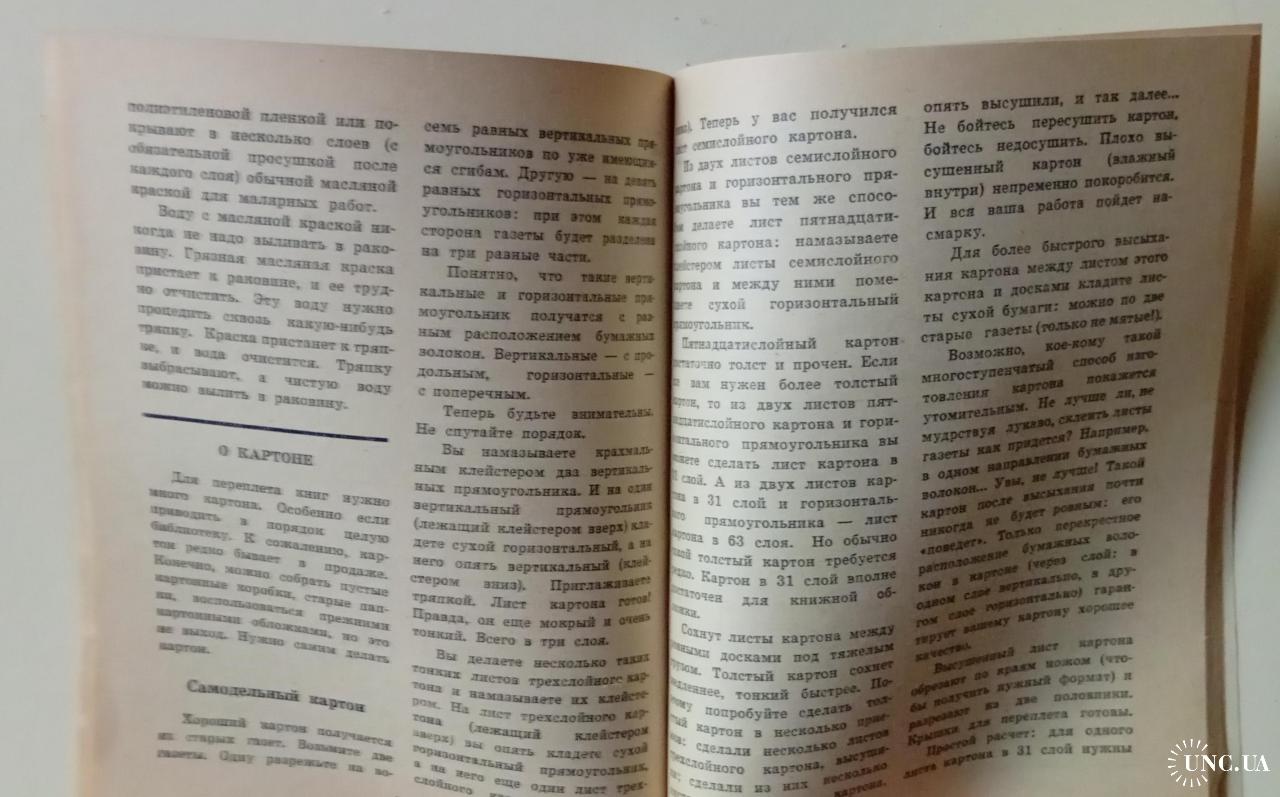 полиэтиленовой пленкой или по-
крывают в несколько слоев (с
обязательной просушкой после
каждого слоя) обычной масляной
краской для малярных работ.
Воду с масляной краской ни-
когда не надо выливать в рако-
вину. Грязная масляная краска
пристает к раковине, и ее труд-
но отчистить. Эту воду нужно
процедить сквозь какую-нибудь
тряпку. Краска пристанет к тряп-
ке, и вода очистится. Тряпку
выбрасывают, а чистую воду
можно вылить в раковину.
О КАРТОНЕ
Для переплета книг нужно
много картона. Особенно если
приводить в порядок целую
библиотеку. К сожалению, кар-
тон редко бывает в продаже.
Конечно, можно собрать пустые
картонные коробки, старые пап-
ки, воспользоваться прежними
картонными обложками, но это
не выход. Нужно самим делать
картон.
Самодельный картон
Хороший картон получается
из старых газет. Возьмите две
газеты. Одну разрежьте на во-
семь равных вертикальных пря-
моугольников по уже имеющим-
ся сгибам. Другую — на девять
равных горизонтальных прямо-
угольников: при этом каждая
сторона газеты будет разделена
на три равные части.
Понятно, что такие верти-
кальные и горизонтальные пря-
моугольник получатся с раз-
ным расположением бумажных
волокон. Вертикальные — с про-
дольным, горизонтальные —
с поперечным.
Теперь будьте внимательны.
Не спутайте порядок.
Вы намазываете крахмаль-
ным клейстером два вертикаль-
ных прямоугольника. И на один
вертикальный прямоугольник
(лежащий клейстером вверх) кла-
дете сухой горизонтальный, а на
него опять вертикальный (клей-
стером вниз). Приглаживаете
тряпкой. Лист картона готов!
Правда, он еще мокрый и очень
тонкий. Всего в три слоя.
Вы делаете несколько таких
тонких листов трехслойного кар-
тона и намазываете их клейсте-
ром. На лист трехслойного кар-
тона (лежащий клейстером
вверх) вы опять кладете сухой
горизонтальный прямоугольник,
а на него еще один лист трех-
слойного
Теперь у вас получился
семислойного картона.
Из двух листов семислойного
картона и горизонтального пря-
моугольника вы тем же спосо-
делаете лист пятнадцати-
слойного картона: намазываете
клейстером листы семислойного
картона и между ними поме-
сухой горизонтальный
прямоугольник.
Пятнадцатислойный картон
достаточно толст и прочен. Если
вам нужен более толстый
картон, то из двух листов пят-
надцатислойного картона и гори-
зонтального прямоугольника вы
можете сделать лист картона в
слой. А из двух листов кар-
тона в 31 слой и горизонталь-
прямоугольника — лист
картона в 63 слоя. Но обычно
такой толстый картон требуется
редко. Картон в 31 слой вполне
достаточен для книжной об-
ложки.
Сохнут листы картона между
ровными досками под тяжелым
грузом. Толстый картон сохнет
медленнее, тонкий быстрее. По-
этому попробуйте сделать тол-
стый картон в несколько прие-
мов: сделали несколько листов
трехслойного картона, высуши-
ли; сделали из них несколько
картона,
опять высушили, и так далее...
Не бойтесь пересушить картон,
бойтесь недосушить. Плохо вы-
сушенный картон (влажный
внутри) непременно покоробится.
И вся ваша работа пойдет на-
смарку.
Для более быстрого высыха-
ния картона между листом этого
картона и досками кладите лис-
ты сухой бумаги: можно по две
старые газеты (только не мятые!).
Возможно, кое-кому такой
многоступенчатый способ изго-
товления картона покажется
утомительным. Не лучше ли, не
мудрствуя лукаво, склеить листы
газеты как придется? Например,
в одном направлении бумажных
волокон... Увы, не лучше! Такой
картон после высыхания почти
никогда не будет ровным: его
«поведет». Только перекрестное
расположение бумажных воло-
кон в картоне (через слой: в
одном слое вертикально, в дру-
гом слое горизонтально) гаран-
тирует вашему картону хорошее
качество.
Высушенный лист картона
обрезают по краям ножом (что-
бы получить нужный формат) и
разрезают на две половинки.
Крышки для переплета готовы.
Простой расчет: для одного
листа картона в 31 слой нужны
UNC.UA